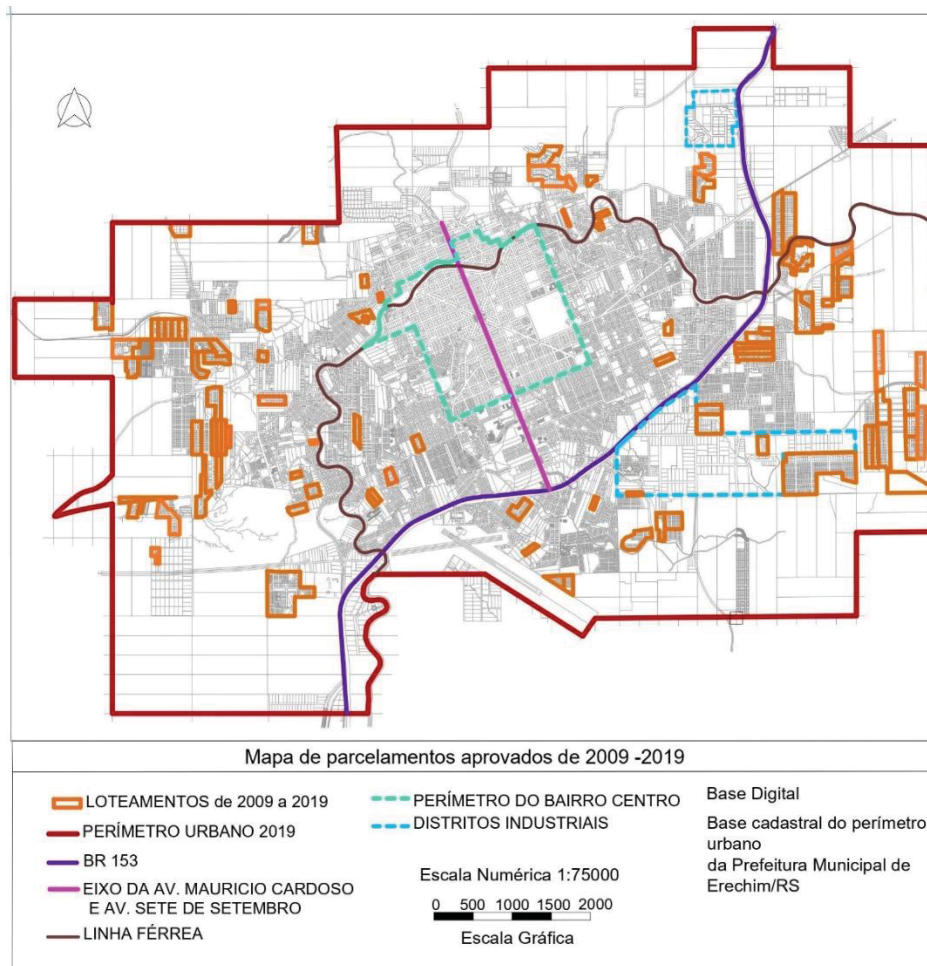 Mapa de parcelamentos aprovados de 2009 -2019
LOTEAMENTOS de 2009 a 2019
PERÍMETRO URBANO 2019
BR 153
EIXO DA AV. MAURICIO CARDOSO
E AV. SETE DE SETEMBRO
LINHA FÉRREA
PERÍMETRO DO BAIRRO CENTRO
DISTRITOS INDUSTRIAIS
Escala Numérica 1:75000
0 500 1000 1500 2000
Escala Gráfica
Base Digital
Base cadastral do perímetro
urbano
da Prefeitura Municipal de
Erechim/RS